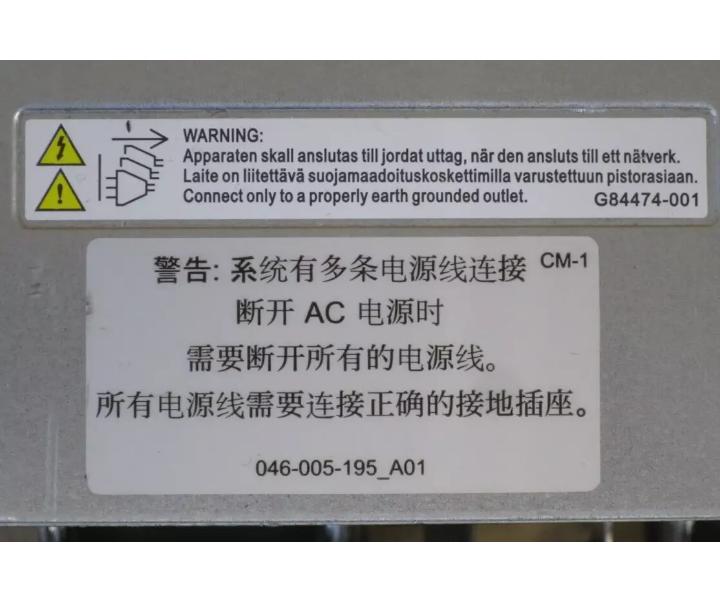 WARNING:
Apparaten skall anslutas till jordat uttag, när den ansluts till ett nätverk.
Laite on liitettävä suojamaadoituskoskettimilla varustettuun pistorasiaan.
Connect only to a properly earth grounded outlet.
G84474-001
警告: 系统有多条电源线连接 CM-1
断开 AC 电源时
需要断开所有的电源线。
所有电源线需要连接正确的接地插座。
046-005-195_A01